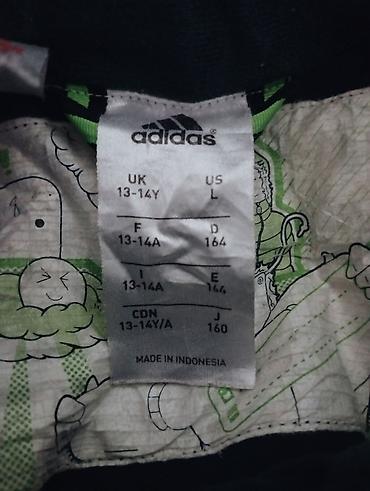 adidas
UK US
13-14Y L
F D
13-14A 164
I E
13-14A 164
CDN J
13-14Y/A 160
MADE IN INDONESIA